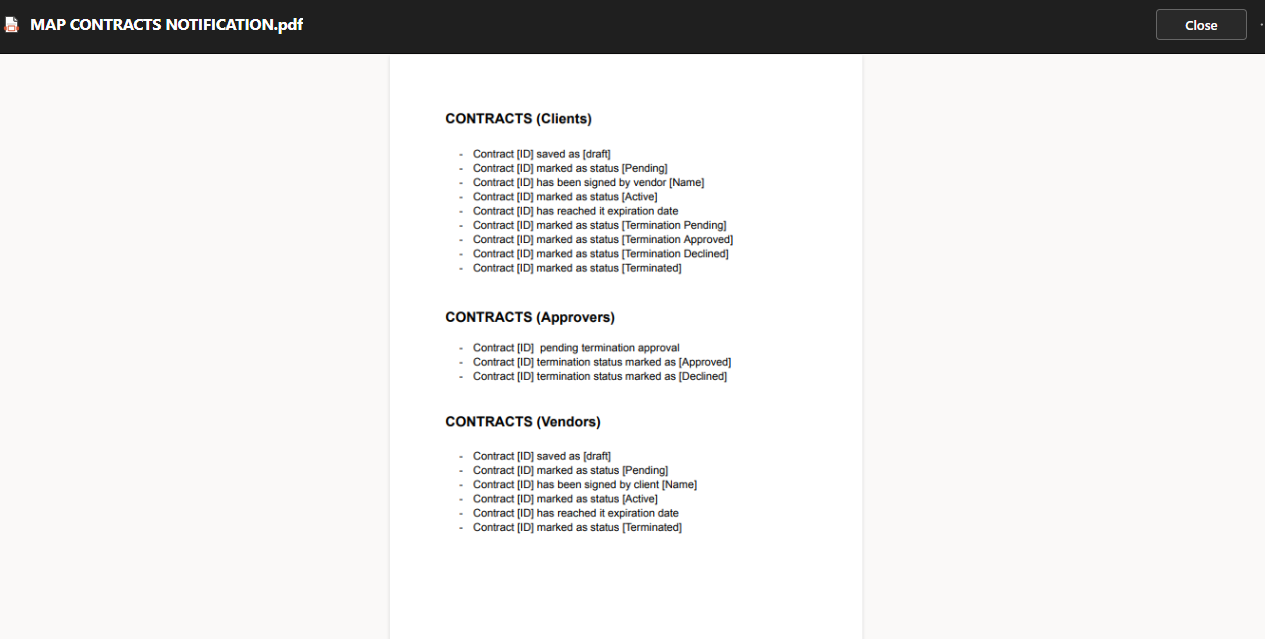 MAP CONTRACTS NOTIFICATION.pdf
Close
CONTRACTS (Clients)
- Contract [ID] saved as [draft]
- Contract [ID] marked as status [Pending]
- Contract [ID] has been signed by vendor [Name]
- Contract [ID] marked as status [Active]
- Contract [ID] has reached it expiration date
- Contract [ID] marked as status [Termination Pending]
- Contract [ID] marked as status [Termination Approved]
- Contract [ID] marked as status [Termination Declined]
- Contract [ID] marked as status [Terminated]
CONTRACTS (Approvers)
- Contract [ID]  pending termination approval
- Contract [ID] termination status marked as [Approved]
- Contract [ID] termination status marked as [Declined]
CONTRACTS (Vendors)
- Contract [ID] saved as [draft]
- Contract [ID] marked as status [Pending]
- Contract [ID] has been signed by client [Name]
- Contract [ID] marked as status [Active]
- Contract [ID] has reached it expiration date
- Contract [ID] marked as status [Terminated]